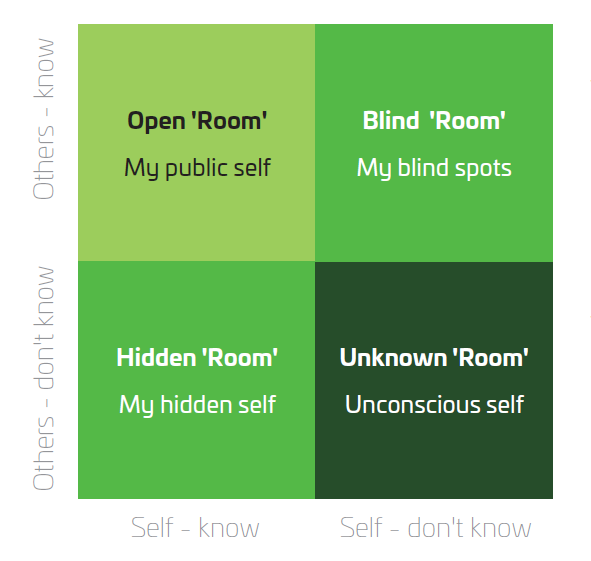 Others - know
Open 'Room'
My public self
Blind 'Room'
My blind spots
Others - don't know
Hidden 'Room'
My hidden self
Unknown 'Room'
Unconscious self
Self - know
Self - don't know